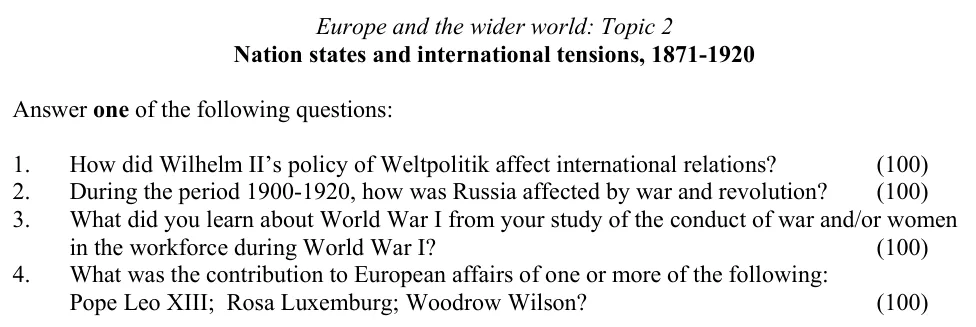 Europe and the wider world: Topic 2
Nation states and international tensions, 1871-1920
Answer one of the following questions:
1. How did Wilhelm II’s policy of Weltpolitik affect international relations? (100)
2. During the period 1900-1920, how was Russia affected by war and revolution? (100)
3. What did you learn about World War I from your study of the conduct of war and/or women
in the workforce during World War I? (100)
4. What was the contribution to European affairs of one or more of the following:
Pope Leo XIII; Rosa Luxemburg; Woodrow Wilson? (100)